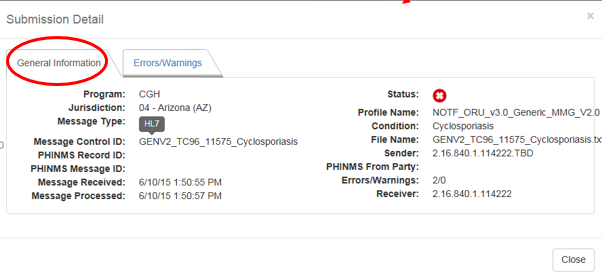 Submission Detail ×
General Information Errors/Warnings
Program: CGH
Jurisdiction: 04 - Arizona (AZ)
Message Type: HL7
Message Control ID: GENV2_TC96_11575_Cyclosporiasis
PHINMS Record ID:
PHINMS Message ID:
Message Received: 6/10/15 1:50:55 PM
Message Processed: 6/10/15 1:50:57 PM
Status:
Profile Name: NOTF_ORU_v3.0_Generic_MMG_V2.0
Condition: Cyclosporiasis
File Name: GENV2_TC96_11575_Cyclosporiasis.tx
Sender: 2.16.840.1.114222.TBD
PHINMS From Party:
Errors/Warnings: 2/0
Receiver: 2.16.840.1.114222
Close